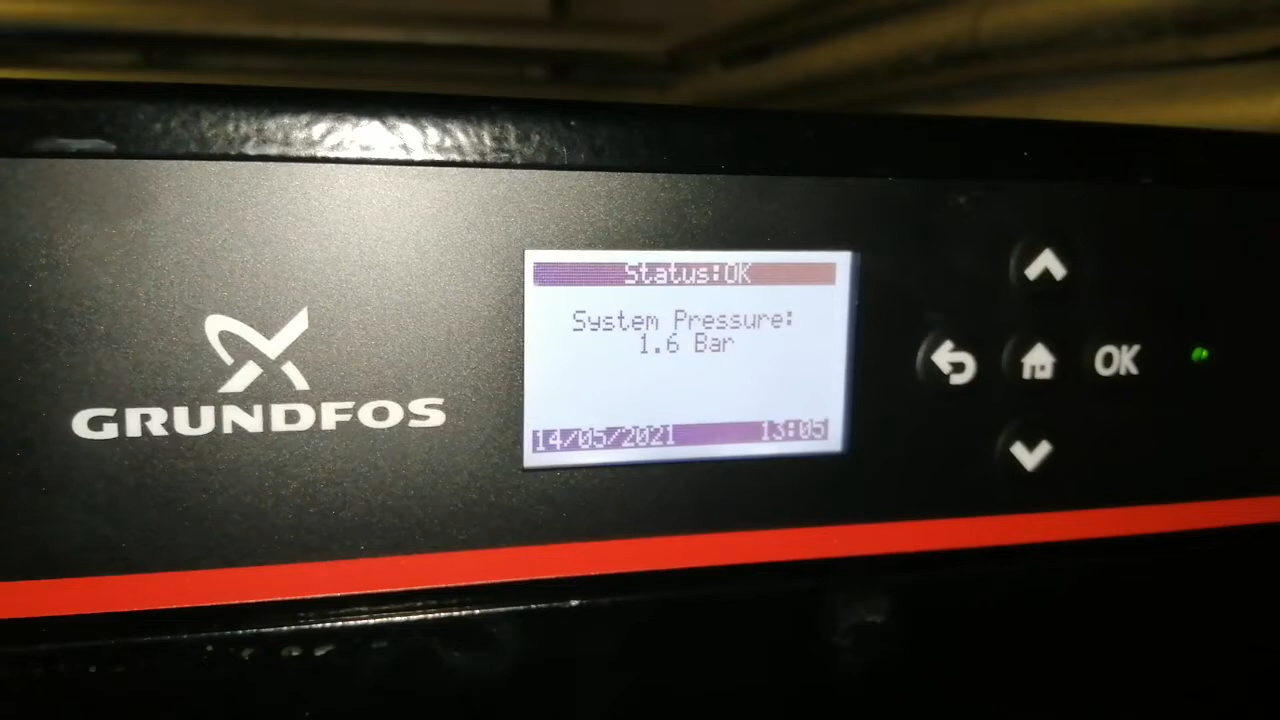 GRUNDFOS
Status:OK
System Pressure:
1.6 Bar
14/05/2021 13:05
OK